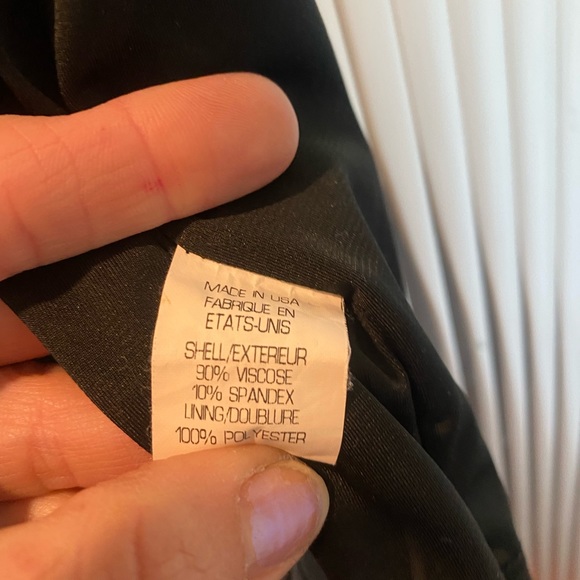 MADE IN USA
FABRIQUE EN
ETATS-UNIS
SHELL/EXTERIEUR
90% VISCOSE
10% SPANDEX
LINING/DOUBLURE
100% POLYESTER